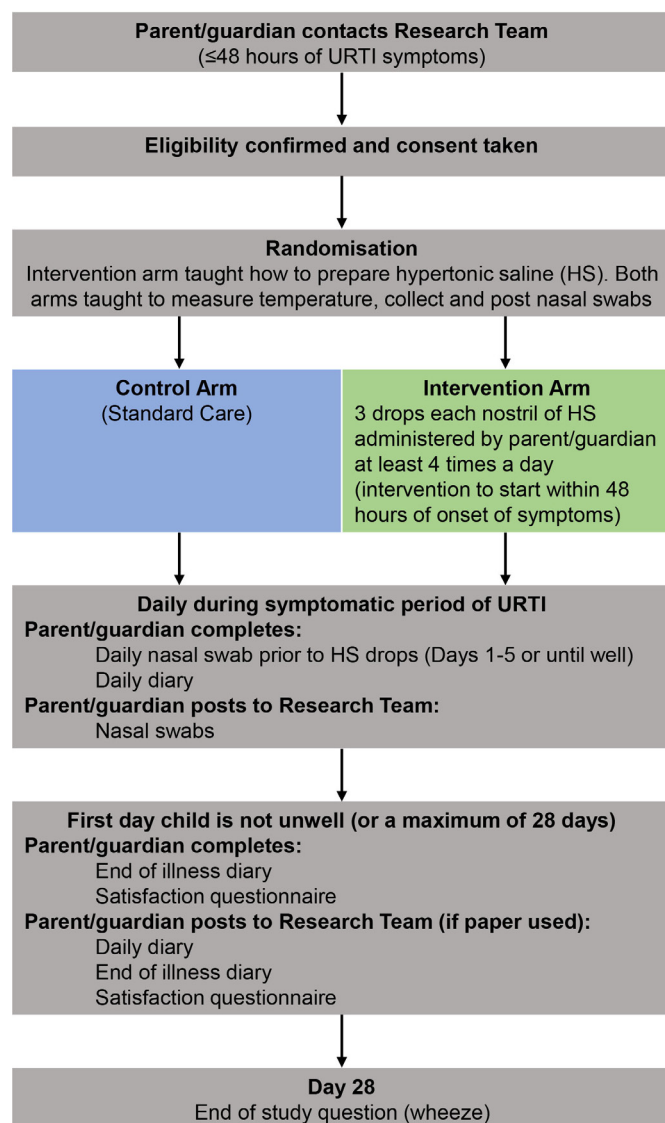 Parent/guardian contacts Research Team
(≤48 hours of URTI symptoms)
Eligibility confirmed and consent taken
Randomisation
Intervention arm taught how to prepare hypertonic saline (HS). Both
arms taught to measure temperature, collect and post nasal swabs
Control Arm
(Standard Care)
Intervention Arm
3 drops each nostril of HS
administered by parent/guardian
at least 4 times a day
(intervention to start within 48
hours of onset of symptoms)
Daily during symptomatic period of URTI
Parent/guardian completes:
Daily nasal swab prior to HS drops (Days 1-5 or until well)
Daily diary
Parent/guardian posts to Research Team:
Nasal swabs
First day child is not unwell (or a maximum of 28 days)
Parent/guardian completes:
End of illness diary
Satisfaction questionnaire
Parent/guardian posts to Research Team (if paper used):
Daily diary
End of illness diary
Satisfaction questionnaire
Day 28
End of study question (wheeze)